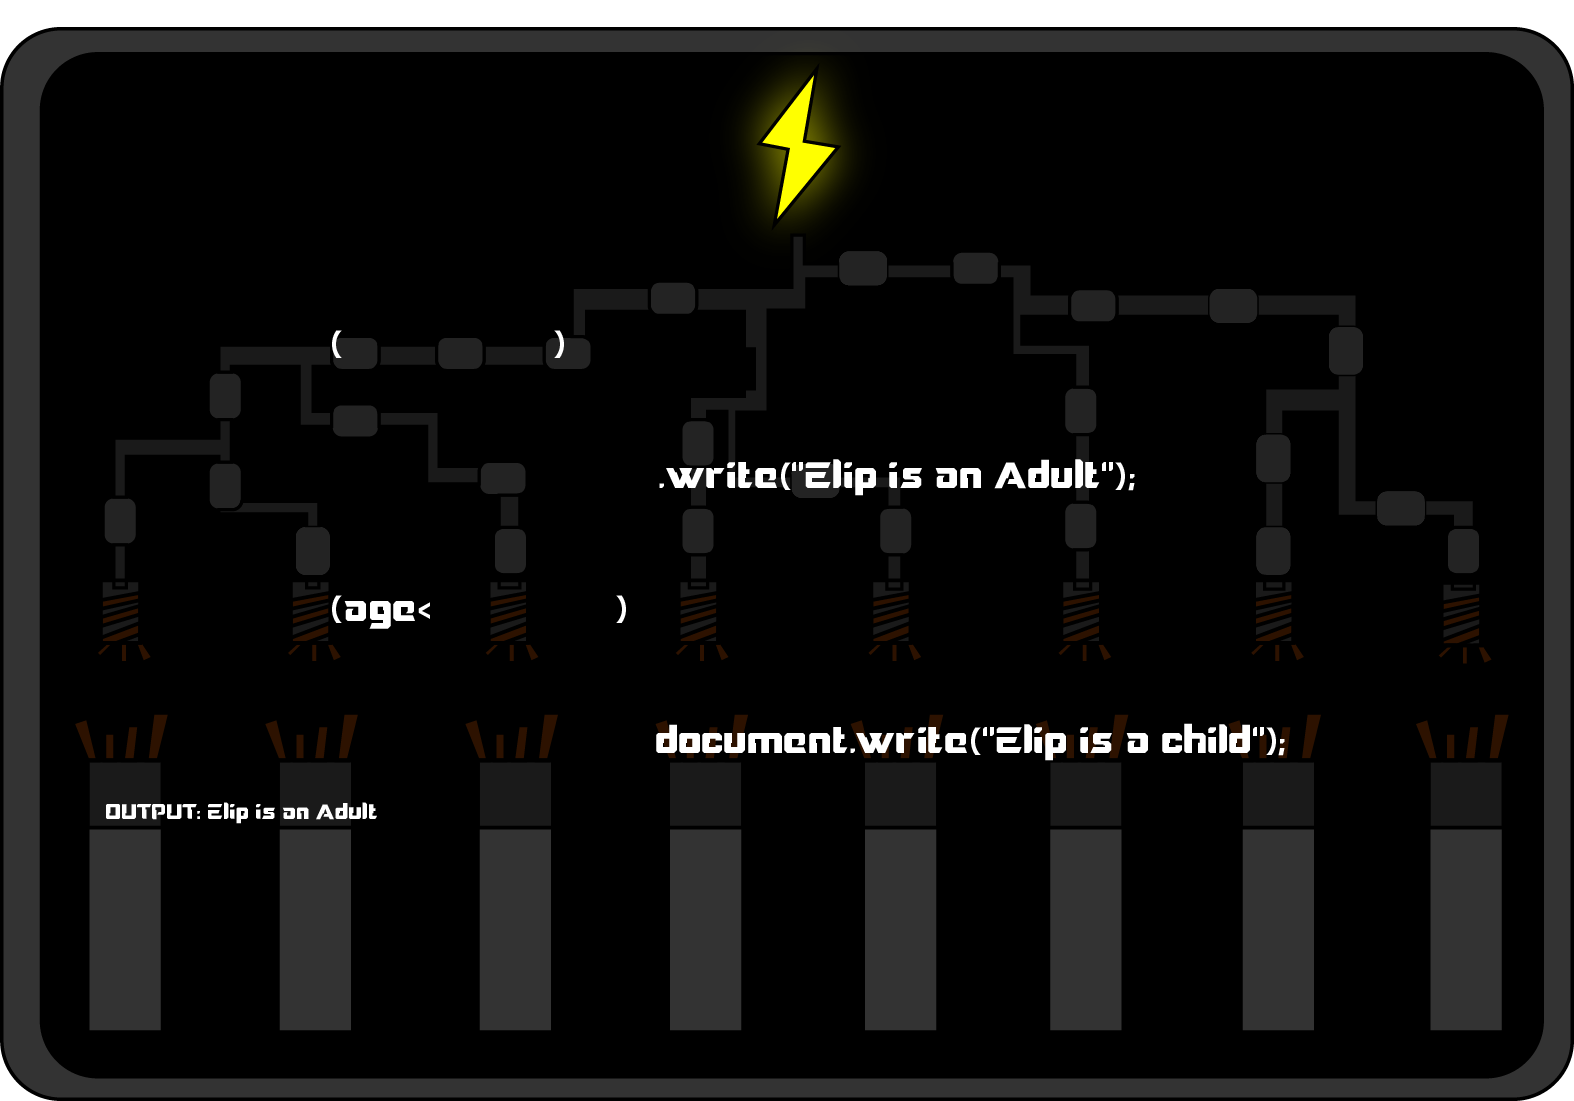 ( )
.write("Elip is an Adult");
(age< )
document.write("Elip is a child");
OUTPUT: Elip is an Adult